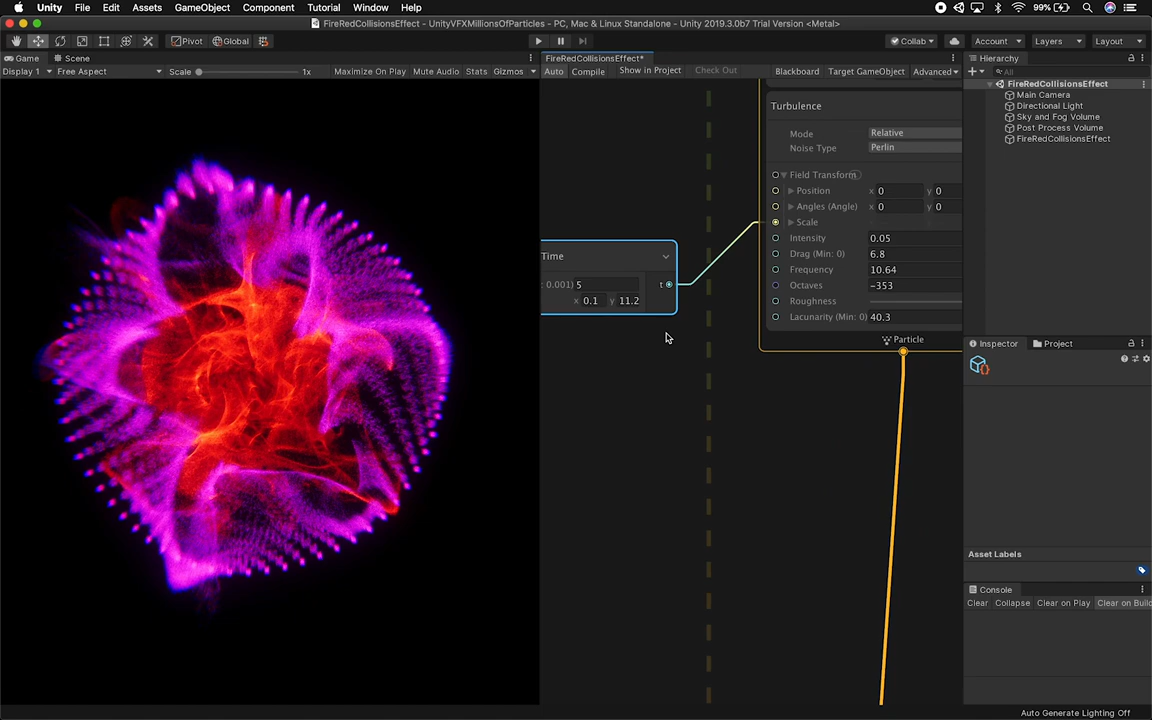 Unity File Edit Assets GameObject Component Tutorial Window Help 99%
FireRedCollisionsEffect - UnityVFXMillionsOfParticles - PC, Mac & Linux Standalone - Unity 2019.3.0b7 Trial Version <Metal>
Pivot Global Collab Account Layers Layout
Game Scene FireRedCollisionsEffect* Hierarchy
Display 1 Free Aspect Scale 1x Maximize On Play Mute Audio Stats Gizmos Auto Compile Show in Project Check Out Blackboard Target GameObject Advanced All
FireRedCollisionsEffect
Main Camera
Directional Light
Sky and Fog Volume
Post Process Volume
FireRedCollisionsEffect
Turbulence
Mode Relative
Noise Type Perlin
Field Transform
Position x 0 y 0
Angles (Angle) x 0 y 0
Scale
Intensity 0.05
Drag (Min: 0) 6.8
Frequency 10.64
Octaves -353
Roughness
Lacunarity (Min: 0) 40.3
Particle
Time
: 0.001) 5 t
x 0.1 y 11.2
Inspector Project
Asset Labels
Console
Clear Collapse Clear on Play Clear on Build
Auto Generate Lighting Off